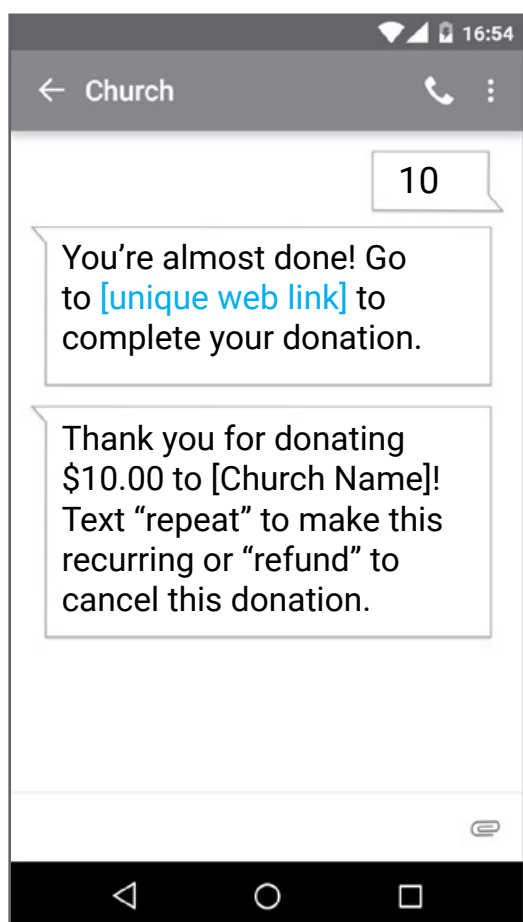 16:54
Church
10
You’re almost done! Go
to [unique web link] to
complete your donation.
Thank you for donating
$10.00 to [Church Name]!
Text “repeat” to make this
recurring or “refund” to
cancel this donation.